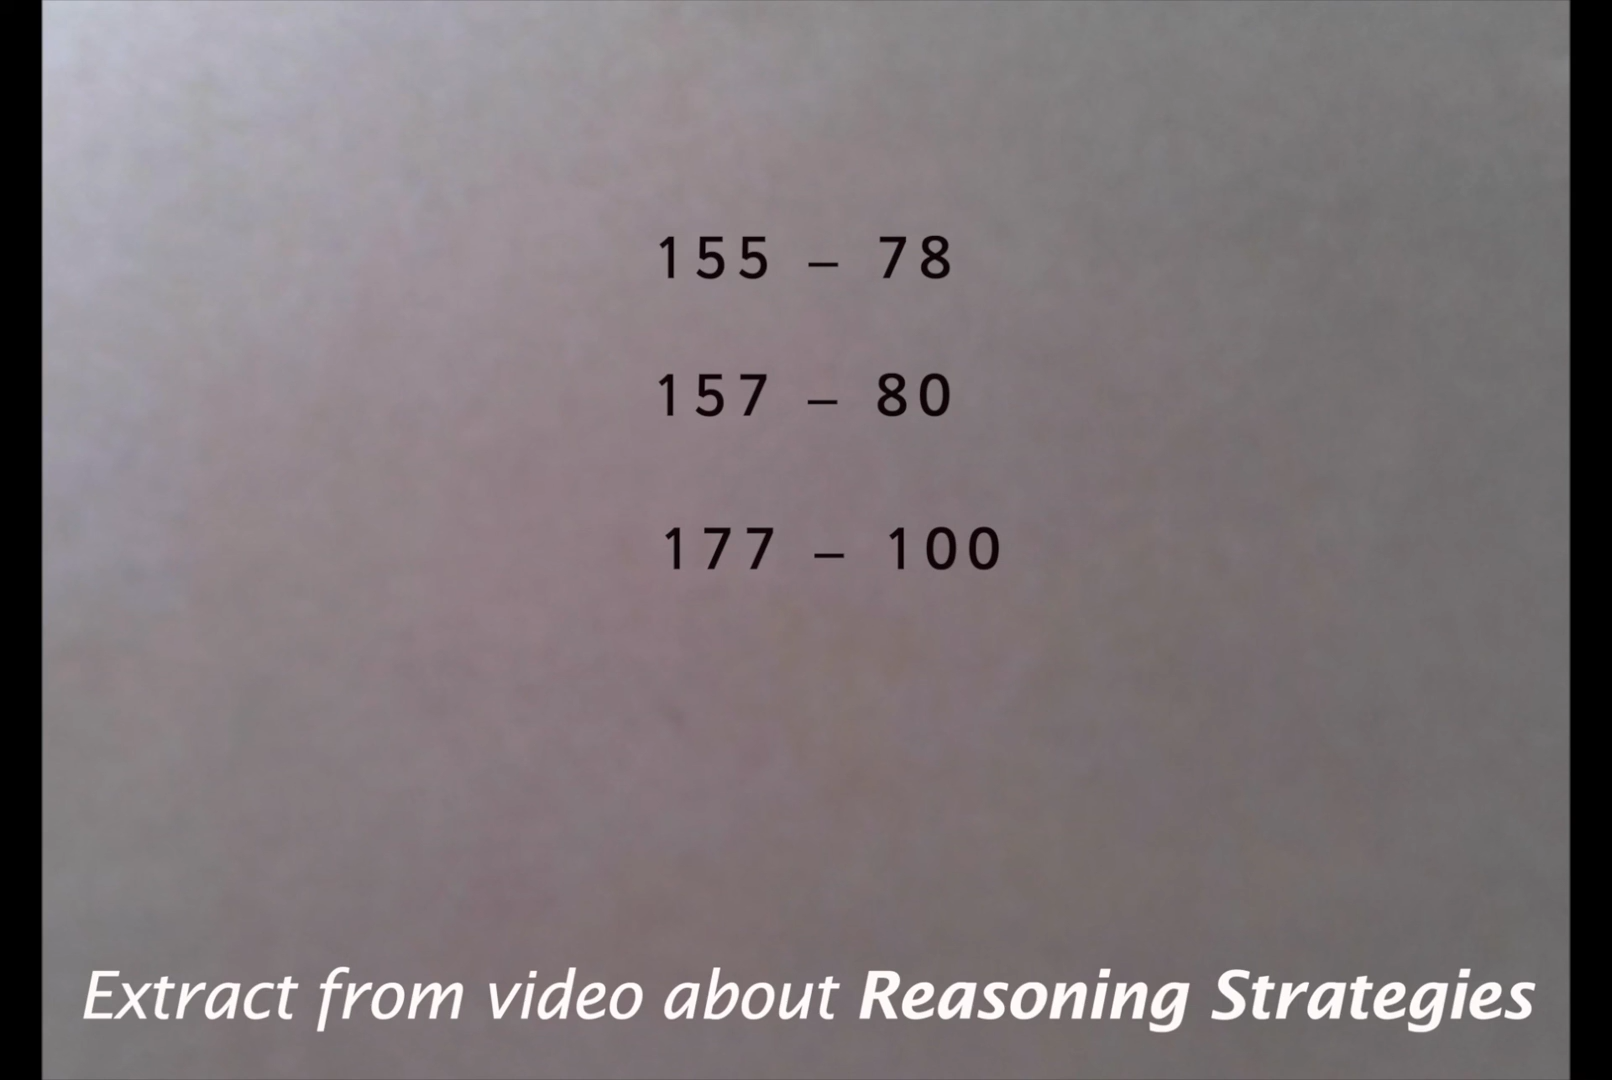 155 – 78
157 – 80
177 – 100
Extract from video about Reasoning Strategies